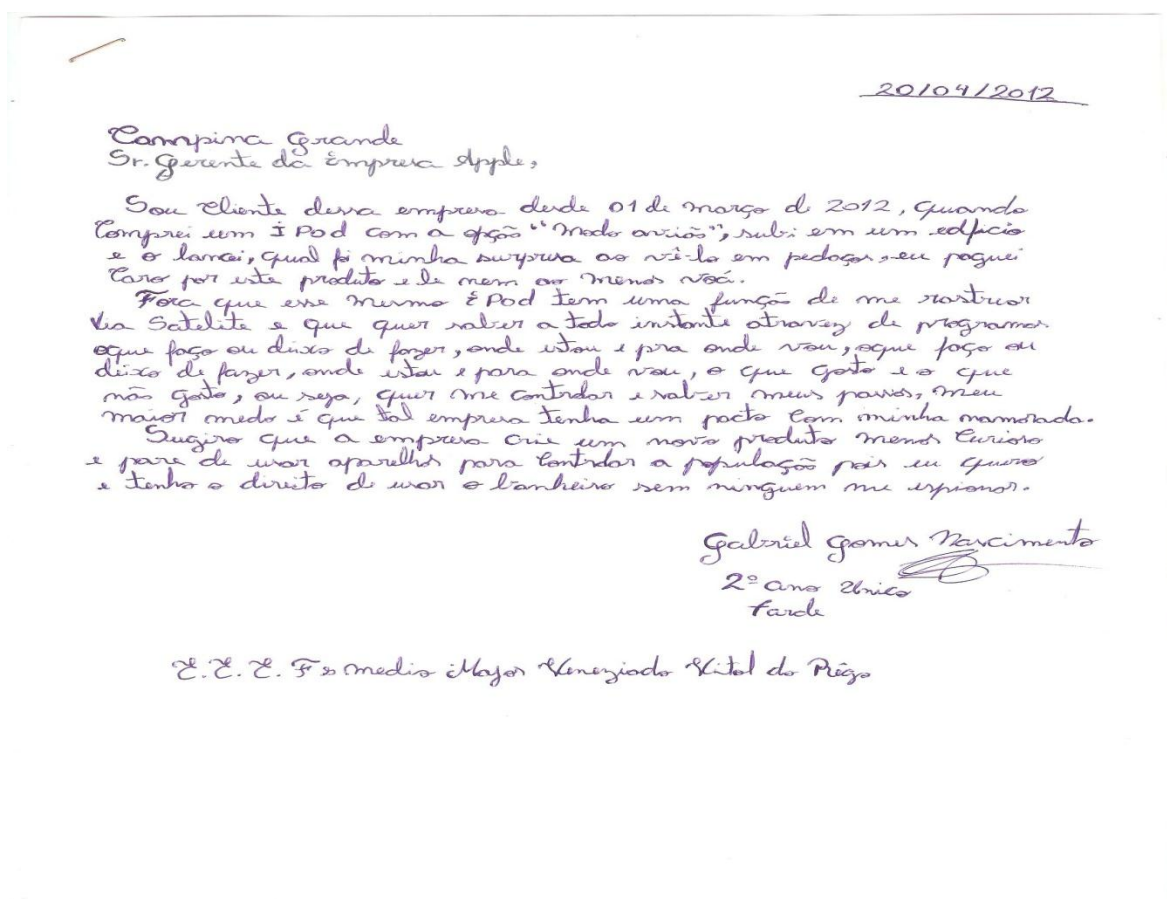 20/04/2012
Campina Grande
Sr. Gerente da Empresa Apple,
Sou cliente dessa empresa desde 01 de março de 2012, quando
comprei um IPod com a opção "modo avião", subi em um edficio
e o lancei, qual foi minha surpresa ao vê-lo em pedaços, eu paguei
caro por este produto e le nem ao menos voá.
Fora que esse mesmo IPod tem uma função de me rastriar
via Satelite e que quer saber a todo instante atravez de programas
oque faço ou deixo de fazer, onde estou e pra onde vou, oque faço ou
deixo de fazer, onde estou e para onde vou, o que gosto e o que
não gosto, ou seja, quer me controlar e saber meus passos, meu
maior medo é que tal empresa tenha um pacto com minha namorada.
Sugiro que a empresa crie um novo produto menos curioso
e pare de usar aparelhos para controlar a população pois eu quero
e tenho o direito de usar o banheiro sem ninguem me espionar.
Gabriel Gomes Nascimento
2º ano Único
tarde
E.E.E. F e medio Major Veneziado Vital do Rêgo